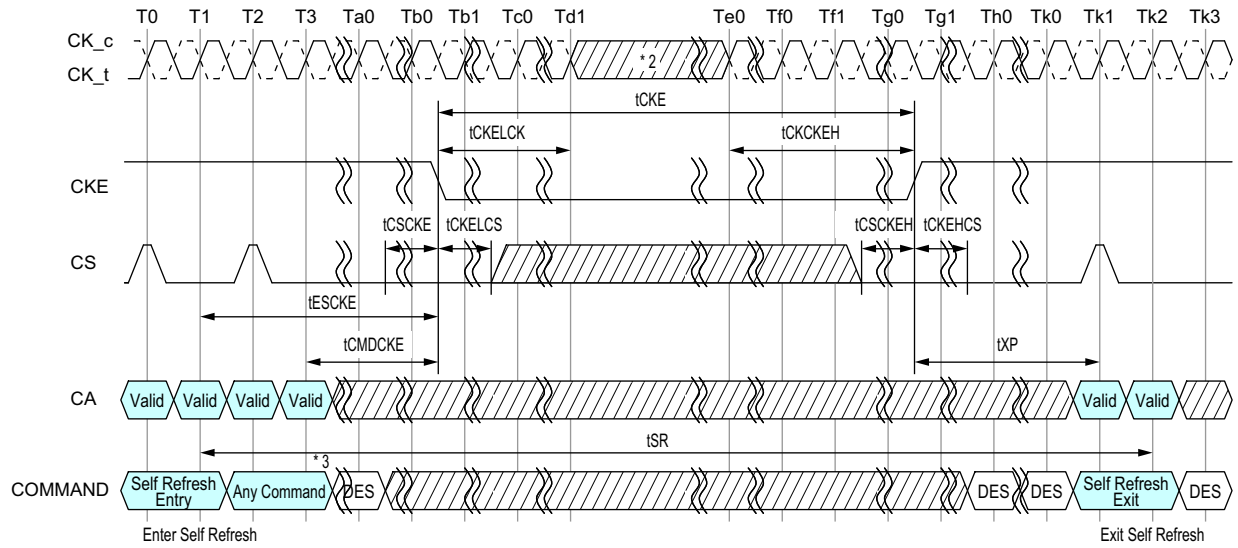 T0 T1 T2 T3 Ta0 Tb0 Tb1 Tc0 Td1 Te0 Tf0 Tf1 Tg0 Tg1 Th0 Tk0 Tk1 Tk2 Tk3
CK_c
CK_t
* 2
tCKE
tCKELCK tCKCKEH
CKE
tCSCKE tCKELCS tCSCKEH tCKEHCS
CS
tESCKE
tCMDCKE tXP
CA Valid Valid Valid Valid Valid Valid
tSR
* 3
COMMAND Self Refresh Entry Any Command DES DES DES Self Refresh Exit DES
Enter Self Refresh Exit Self Refresh